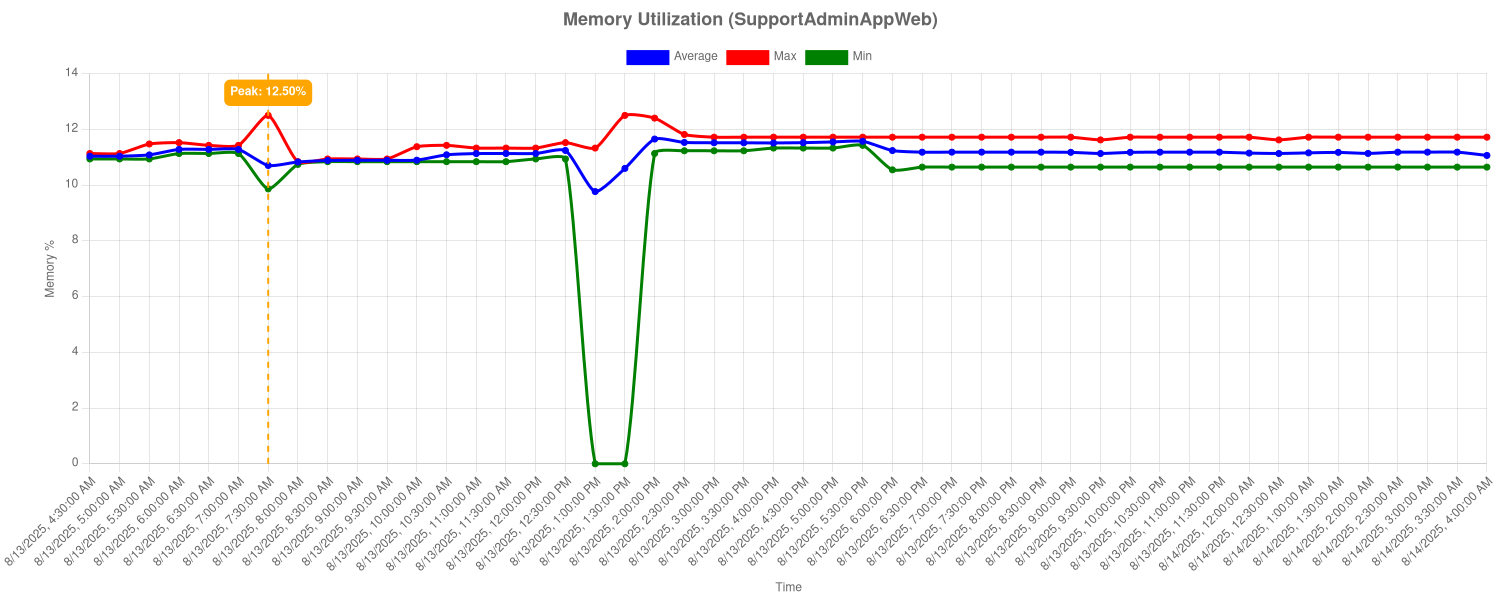 Memory Utilization (SupportAdminAppWeb)
Average Max Min
14
Peak: 12.50%
12
10
8
Memory %
6
4
2
0
8/13/2025, 4:30:00 AM
8/13/2025, 5:00:00 AM
8/13/2025, 5:30:00 AM
8/13/2025, 6:00:00 AM
8/13/2025, 6:30:00 AM
8/13/2025, 7:00:00 AM
8/13/2025, 7:30:00 AM
8/13/2025, 8:00:00 AM
8/13/2025, 8:30:00 AM
8/13/2025, 9:00:00 AM
8/13/2025, 9:30:00 AM
8/13/2025, 10:00:00 AM
8/13/2025, 10:30:00 AM
8/13/2025, 11:00:00 AM
8/13/2025, 11:30:00 AM
8/13/2025, 12:00:00 PM
8/13/2025, 12:30:00 PM
8/13/2025, 1:00:00 PM
8/13/2025, 1:30:00 PM
8/13/2025, 2:00:00 PM
8/13/2025, 2:30:00 PM
8/13/2025, 3:00:00 PM
8/13/2025, 3:30:00 PM
8/13/2025, 4:00:00 PM
8/13/2025, 4:30:00 PM
8/13/2025, 5:00:00 PM
8/13/2025, 5:30:00 PM
8/13/2025, 6:00:00 PM
8/13/2025, 6:30:00 PM
8/13/2025, 7:00:00 PM
8/13/2025, 7:30:00 PM
8/13/2025, 8:00:00 PM
8/13/2025, 8:30:00 PM
8/13/2025, 9:00:00 PM
8/13/2025, 9:30:00 PM
8/13/2025, 10:00:00 PM
8/13/2025, 10:30:00 PM
8/13/2025, 11:00:00 PM
8/13/2025, 11:30:00 PM
8/14/2025, 12:00:00 AM
8/14/2025, 12:30:00 AM
8/14/2025, 1:00:00 AM
8/14/2025, 1:30:00 AM
8/14/2025, 2:00:00 AM
8/14/2025, 2:30:00 AM
8/14/2025, 3:00:00 AM
8/14/2025, 3:30:00 AM
8/14/2025, 4:00:00 AM
Time